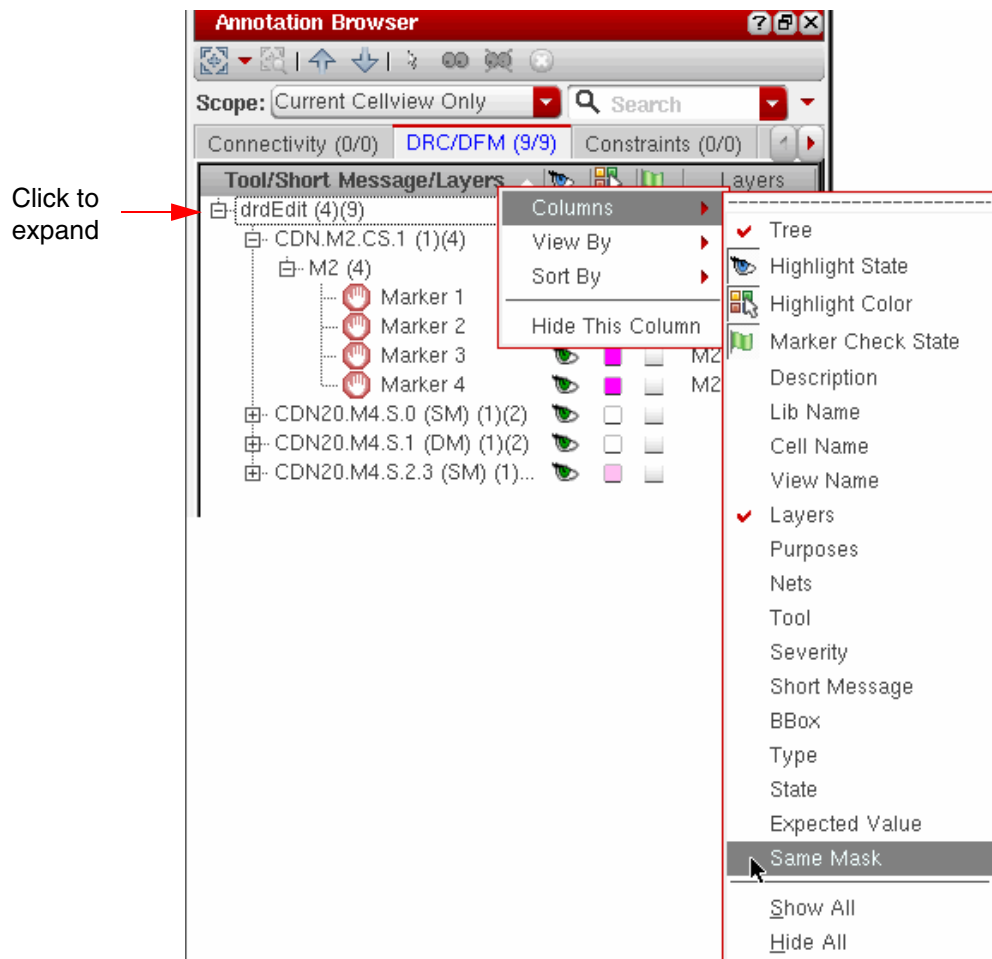 Annotation Browser
Scope: Current Cellview Only Search
Connectivity (0/0) DRC/DFM (9/9) Constraints (0/0)
Tool/Short Message/Layers Layers
Click to
expand
drdEdit (4)(9)
CDN.M2.CS.1 (1)(4)
M2 (4)
Marker 1
Marker 2
Marker 3 M2
Marker 4 M2
CDN20.M4.S.0 (SM) (1)(2)
CDN20.M4.S.1 (DM) (1)(2)
CDN20.M4.S.2.3 (SM) (1)...
Columns
View By
Sort By
Hide This Column
Tree
Highlight State
Highlight Color
Marker Check State
Description
Lib Name
Cell Name
View Name
Layers
Purposes
Nets
Tool
Severity
Short Message
BBox
Type
State
Expected Value
Same Mask
Show All
Hide All